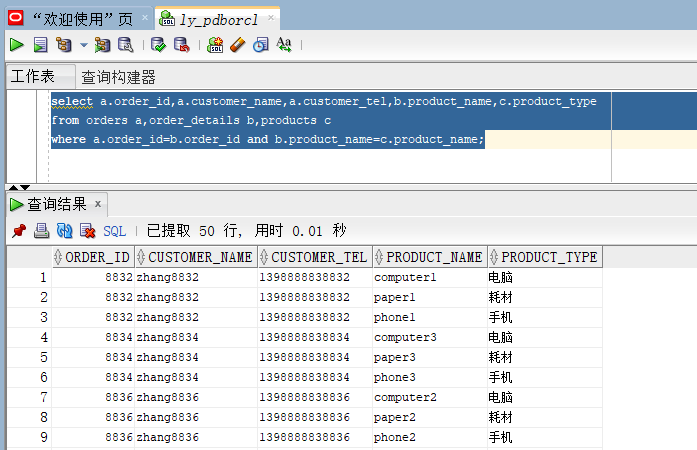 “欢迎使用”页 ly_pdborcl
工作表 查询构建器
select a.order_id,a.customer_name,a.customer_tel,b.product_name,c.product_type
from orders a,order_details b,products c
where a.order_id=b.order_id and b.product_name=c.product_name;
查询结果 x
SQL | 已提取 50 行, 用时 0.01 秒
ORDER_ID CUSTOMER_NAME CUSTOMER_TEL PRODUCT_NAME PRODUCT_TYPE
1 8832 zhang8832 1398888838832 computer1 电脑
2 8832 zhang8832 1398888838832 paper1 耗材
3 8832 zhang8832 1398888838832 phone1 手机
4 8834 zhang8834 1398888838834 computer3 电脑
5 8834 zhang8834 1398888838834 paper3 耗材
6 8834 zhang8834 1398888838834 phone3 手机
7 8836 zhang8836 1398888838836 computer2 电脑
8 8836 zhang8836 1398888838836 paper2 耗材
9 8836 zhang8836 1398888838836 phone2 手机